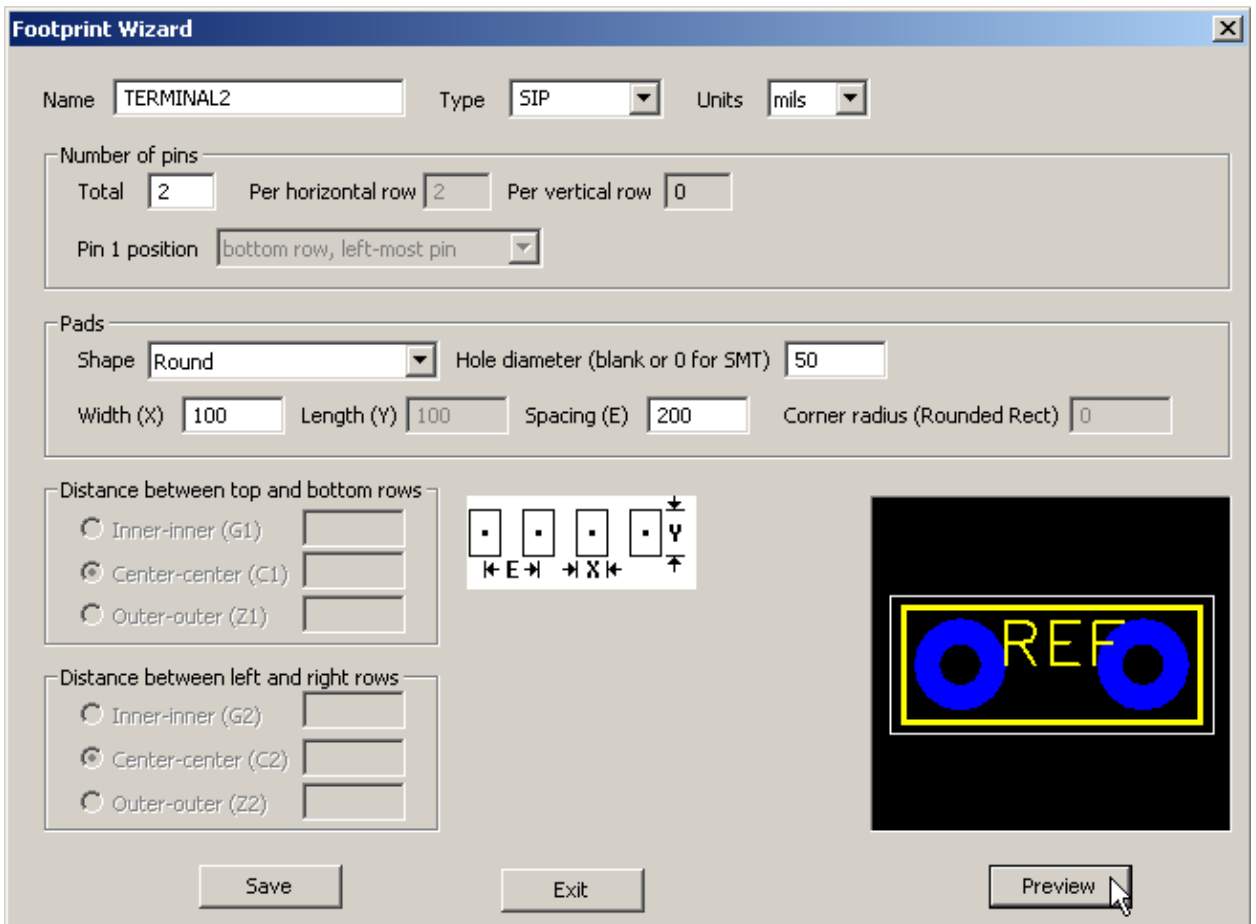 Footprint Wizard
Name TERMINAL2 Type SIP Units mils
Number of pins
Total 2 Per horizontal row 2 Per vertical row 0
Pin 1 position bottom row, left-most pin
Pads
Shape Round Hole diameter (blank or 0 for SMT) 50
Width (X) 100 Length (Y) 100 Spacing (E) 200 Corner radius (Rounded Rect) 0
Distance between top and bottom rows
Inner-inner (G1)
Center-center (C1)
Outer-outer (Z1)
Y
E X
REF
Distance between left and right rows
Inner-inner (G2)
Center-center (C2)
Outer-outer (Z2)
Save Exit Preview